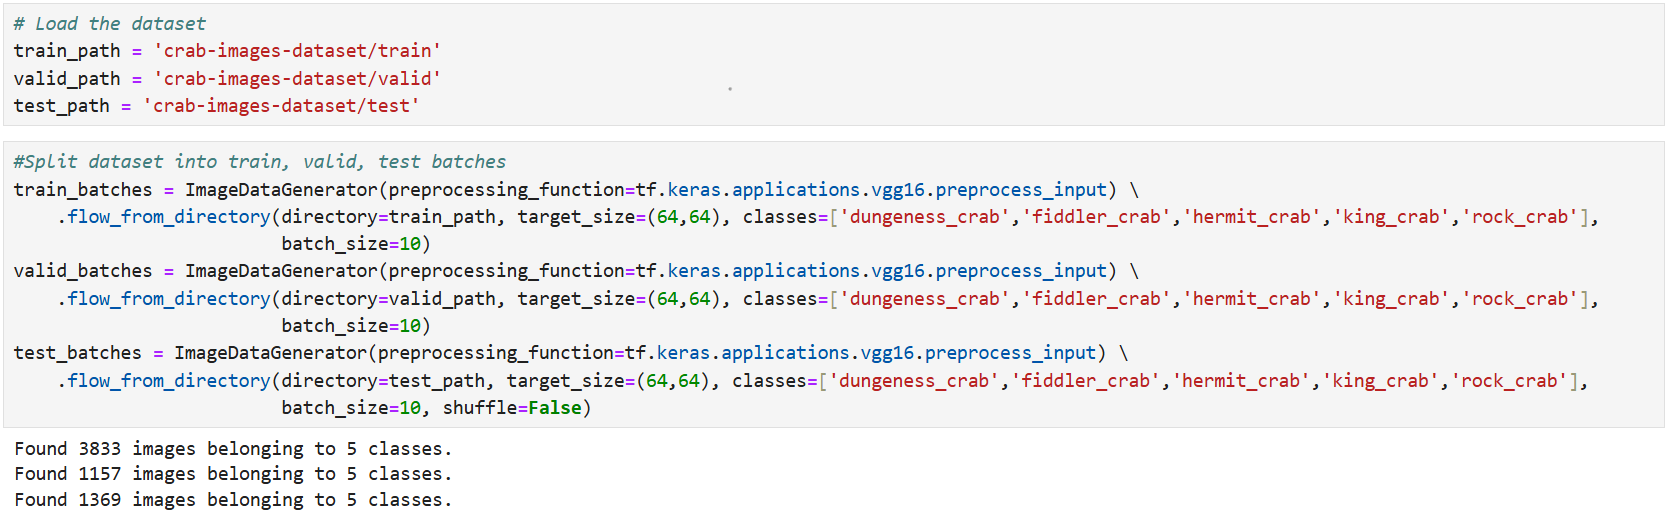 # Load the dataset
train_path = 'crab-images-dataset/train'
valid_path = 'crab-images-dataset/valid'
test_path = 'crab-images-dataset/test'
#Split dataset into train, valid, test batches
train_batches = ImageDataGenerator(preprocessing_function=tf.keras.applications.vgg16.preprocess_input) \
    .flow_from_directory(directory=train_path, target_size=(64,64), classes=['dungeness_crab','fiddler_crab','hermit_crab','king_crab','rock_crab'],
                         batch_size=10)
valid_batches = ImageDataGenerator(preprocessing_function=tf.keras.applications.vgg16.preprocess_input) \
    .flow_from_directory(directory=valid_path, target_size=(64,64), classes=['dungeness_crab','fiddler_crab','hermit_crab','king_crab','rock_crab'],
                         batch_size=10)
test_batches = ImageDataGenerator(preprocessing_function=tf.keras.applications.vgg16.preprocess_input) \
    .flow_from_directory(directory=test_path, target_size=(64,64), classes=['dungeness_crab','fiddler_crab','hermit_crab','king_crab','rock_crab'],
                         batch_size=10, shuffle=False)
Found 3833 images belonging to 5 classes.
Found 1157 images belonging to 5 classes.
Found 1369 images belonging to 5 classes.